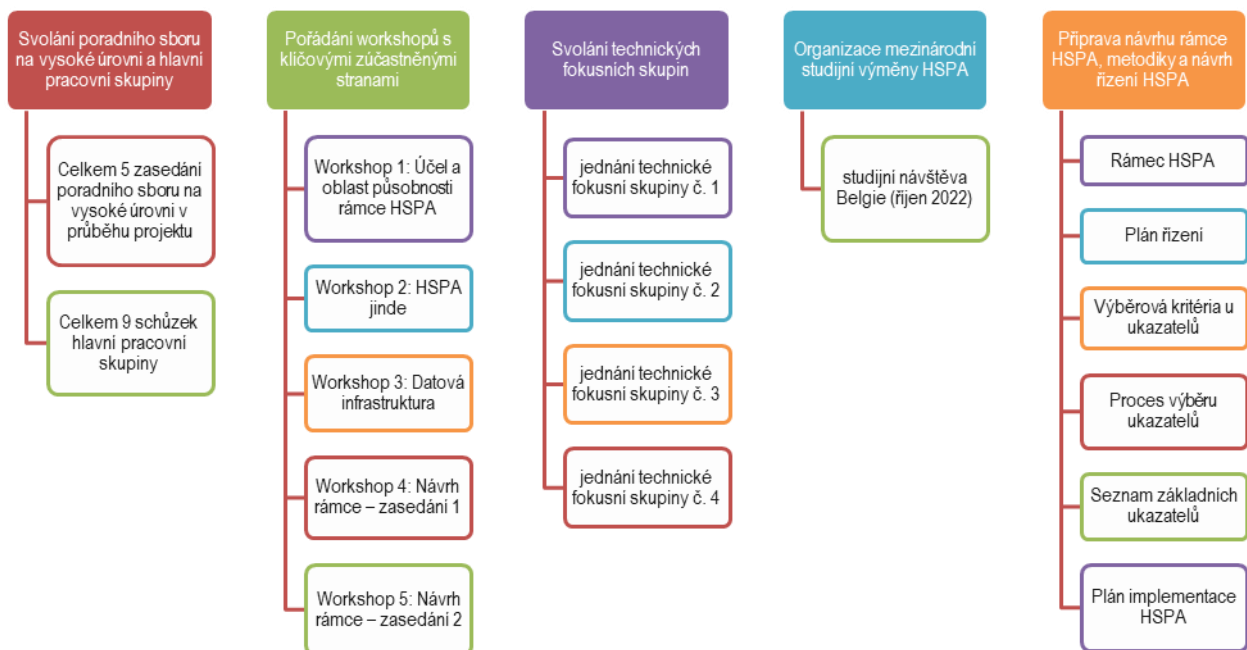 Svolání poradního sboru
na vysoké úrovni a hlavní
pracovní skupiny
Celkem 5 zasedání
poradního sboru na
vysoké úrovni v
průběhu projektu
Celkem 9 schůzek
hlavní pracovní
skupiny
Pořádání workshopů s
klíčovými zúčastněnými
stranami
Workshop 1: Účel a
oblast působnosti
rámce HSPA
Workshop 2: HSPA
jinde
Workshop 3: Datová
infrastruktura
Workshop 4: Návrh
rámce – zasedání 1
Workshop 5: Návrh
rámce – zasedání 2
Svolání technických
fokusních skupin
jednání technické
fokusní skupiny č. 1
jednání technické
fokusní skupiny č. 2
jednání technické
fokusní skupiny č. 3
jednání technické
fokusní skupiny č. 4
Organizace mezinárodní
studijní výměny HSPA
studijní návštěva
Belgie (říjen 2022)
Příprava návrhu rámce
HSPA, metodiky a návrh
řízení HSPA
Rámec HSPA
Plán řízení
Výběrová kritéria u
ukazatelů
Proces výběru
ukazatelů
Seznam základních
ukazatelů
Plán implementace
HSPA